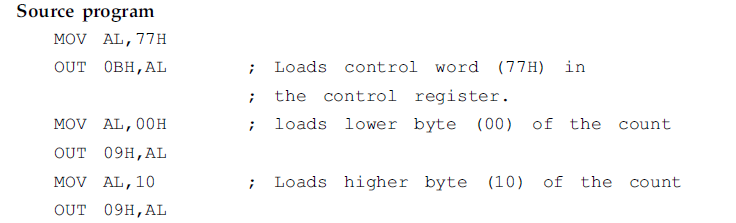 Source program
MOV AL,77H
OUT 0BH,AL ; Loads control word (77H) in
; the control register.
MOV AL,00H ; loads lower byte (00) of the count
OUT 09H,AL
MOV AL,10 ; Loads higher byte (10) of the count
OUT 09H,AL